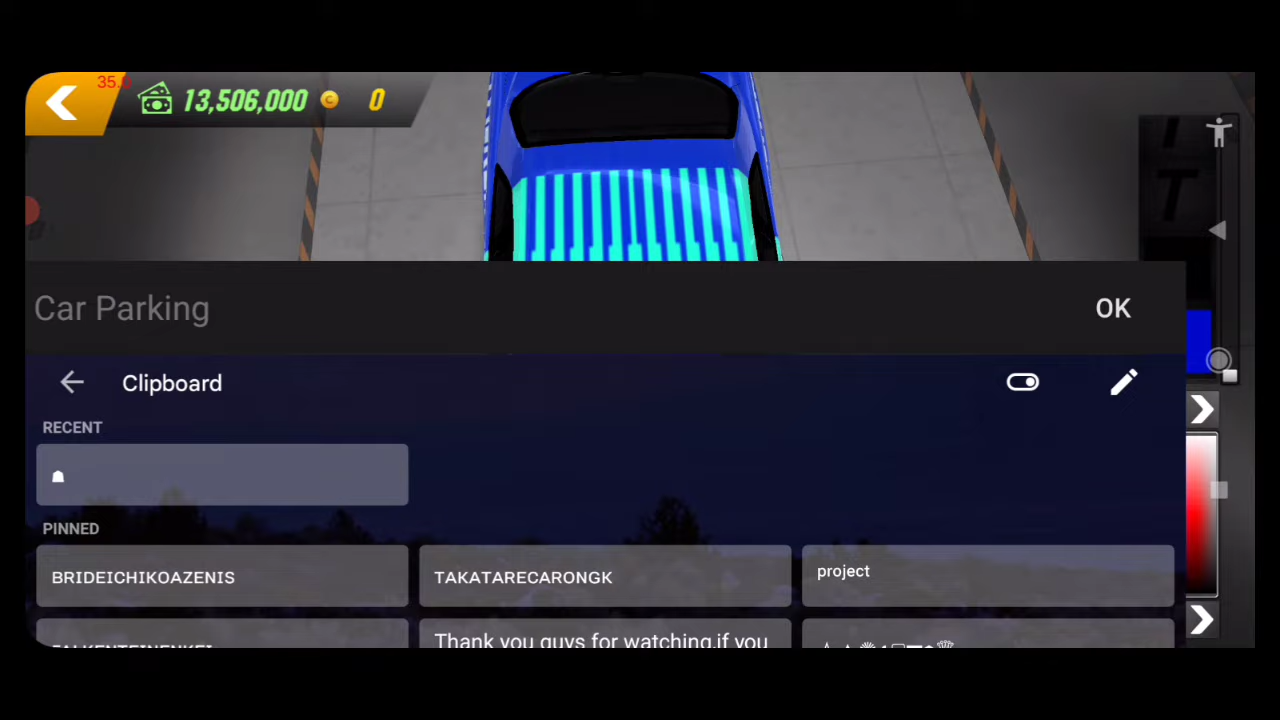 35.
13,506,000
C
0
Car Parking
OK
Clipboard
RECENT
PINNED
BRIDEICHIKOAZENIS
TAKATARECARONGK
project
Thank you guys for watching.if you